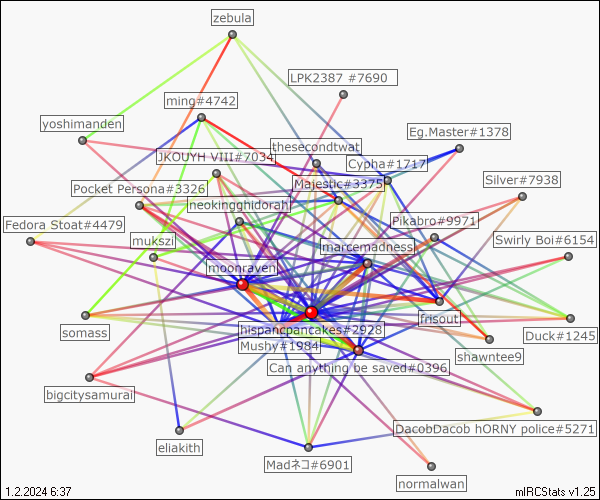 zebula
LPK2387 #7690
ming#4742
yoshimanden
Eg.Master#1378
thesecondtwat
JKOUYH VIII#7034
Cypha#1717
Majestic#3375
Silver#7938
Pocket Persona#3326
neokingghidorah
Pikabro#9971
Fedora Stoat#4479
mukszi
marcemadness
Swirly Boi#6154
moonraven
hispancpancakes#2928
frisout
somass
Duck#1245
Mushy#1984
shawntee9
Can anything be saved#0396
bigcitysamurai
DacobDacob hORNY police#5271
eliakith
Madネコ#6901
normalwan
1.2.2024 6:37
mIRCStats v1.25